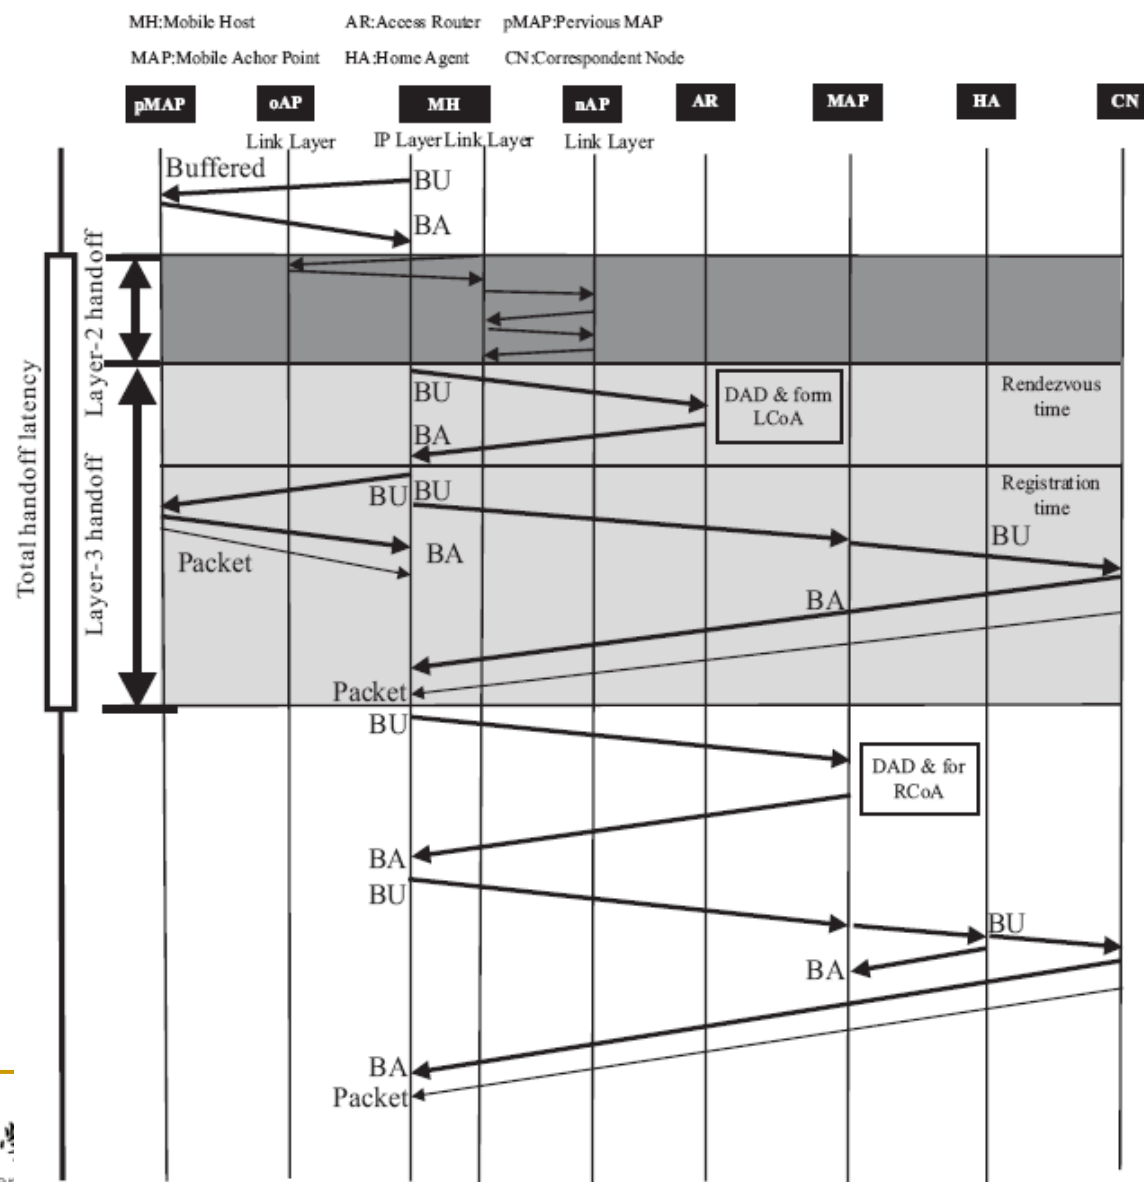 MH:Mobile Host AR:Access Router pMAP:Pervious MAP
MAP:Mobile Achor Point HA:Home Agent CN:Correspondent Node
pMAP oAP MH nAP AR MAP HA CN
Link Layer IP Layer Link Layer Link Layer
Buffered
BU
BA
Layer-2 handoff
BU
DAD & form
LCoA
Rendezvous
time
BA
Total handoff latency
Layer-3 handoff
BU BU
Registration
time
BU
BA
Packet
BA
Packet
BU
DAD & for
RCoA
BA
BU
BU
BA
BA
Packet